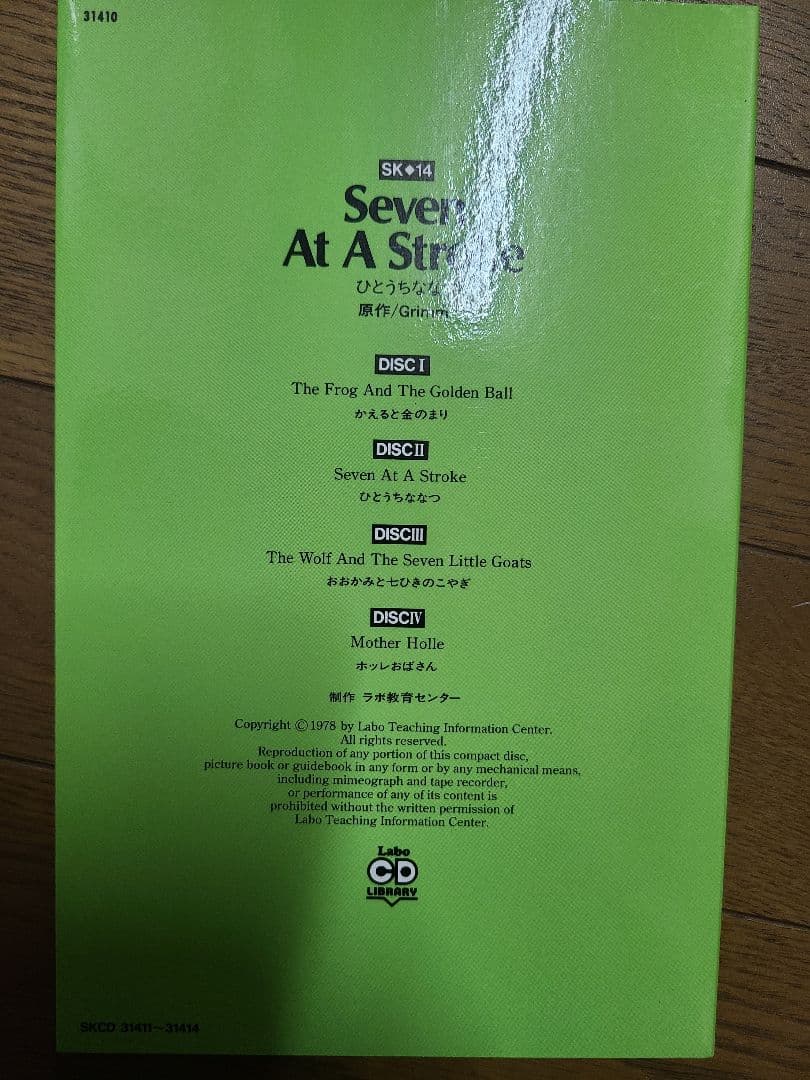 31410
SK◆14
Seven
At A Stroke
ひとうちなな
原作/Grimm
DISC I
The Frog And The Golden Ball
かえると金のまり
DISC II
Seven At A Stroke
ひとうちななつ
DISC III
The Wolf And The Seven Little Goats
おおかみと七ひきのこやぎ
DISC IV
Mother Holle
ホッレおばさん
制作 ラボ教育センター
Copyright Ⓒ 1978 by Labo Teaching Information Center.
All rights reserved.
Reproduction of any portion of this compact disc,
picture book or guidebook in any form or by any mechanical means,
including mimeograph and tape recorder,
or performance of any of its content is
prohibited without the written permission of
Labo Teaching Information Center.
Labo
CD
LIBRARY
SKCD 31411~31414